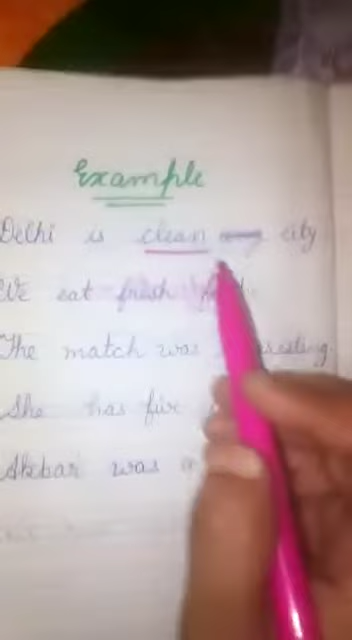 Example
Delhi is clean city
We eat fresh
The match was
She has five
Akbar was